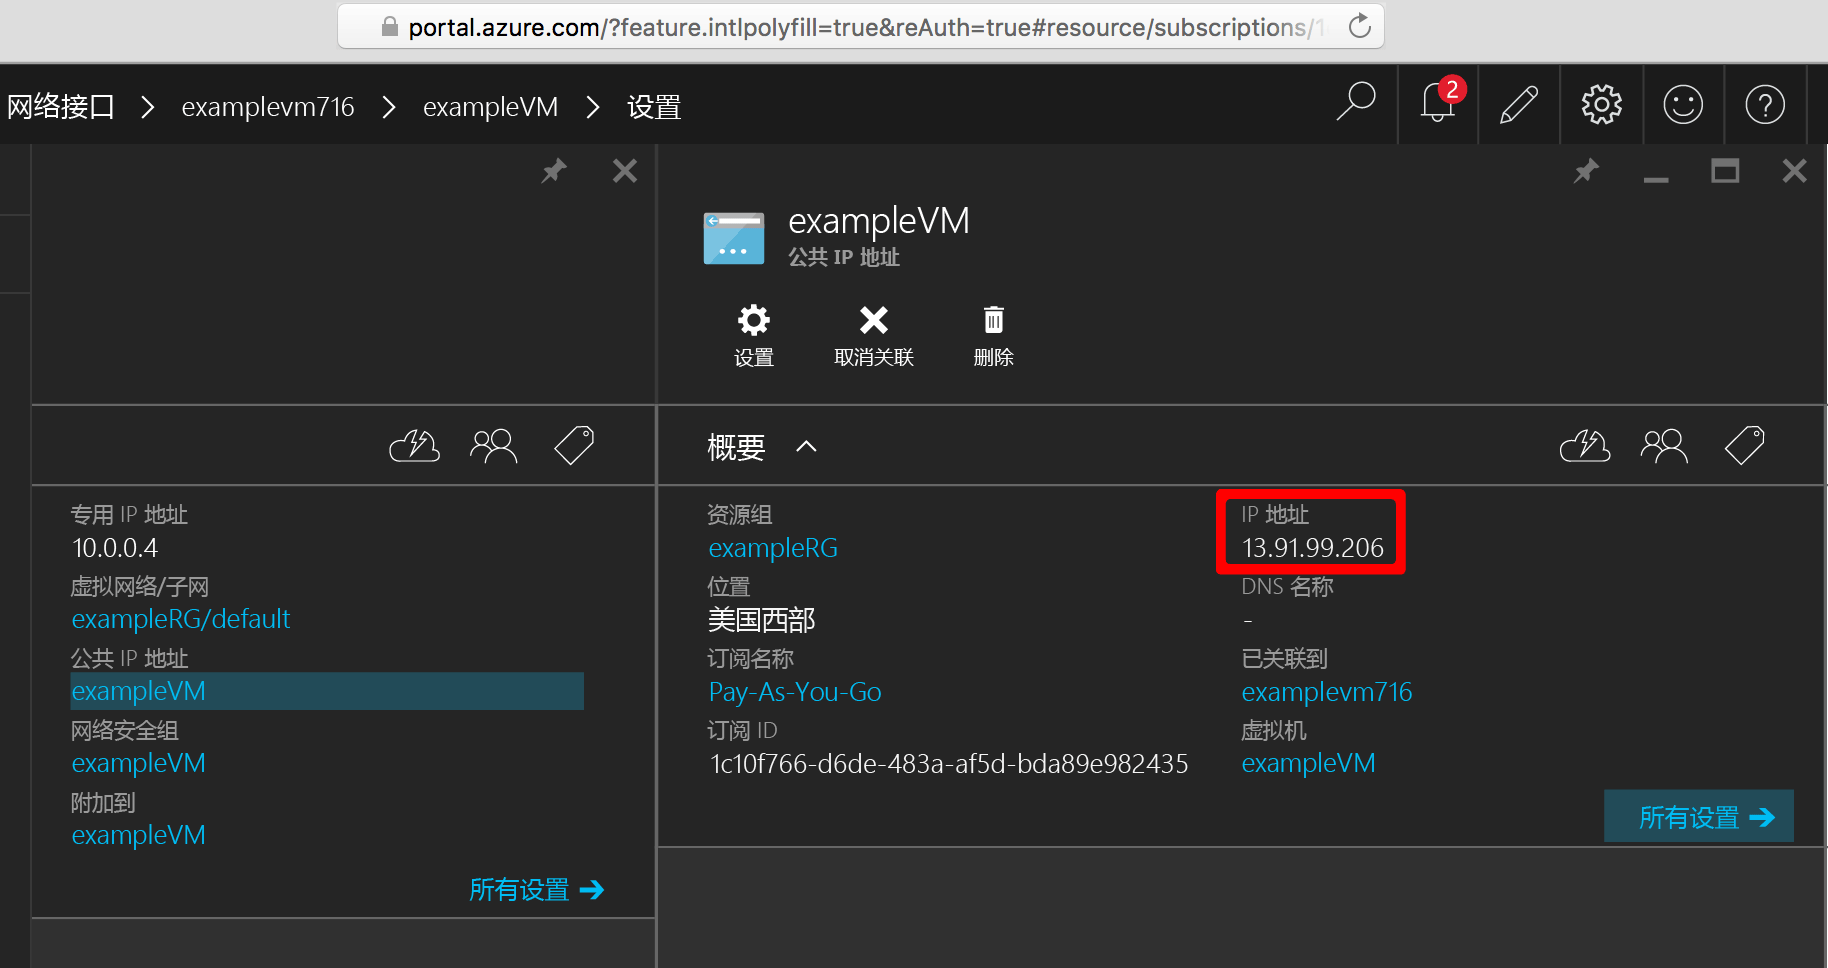 portal.azure.com/?feature.intlpolyfill=true&reAuth=true#resource/subscriptions/1
网络接口 > examplevm716 > exampleVM > 设置
2
exampleVM
公共 IP 地址
设置 取消关联 删除
专用 IP 地址
10.0.0.4
虚拟网络/子网
exampleRG/default
公共 IP 地址
exampleVM
网络安全组
exampleVM
附加到
exampleVM
所有设置
概要
资源组
exampleRG
位置
美国西部
订阅名称
Pay-As-You-Go
订阅 ID
1c10f766-d6de-483a-af5d-bda89e982435
IP 地址
13.91.99.206
DNS 名称
-
已关联到
examplevm716
虚拟机
exampleVM
所有设置